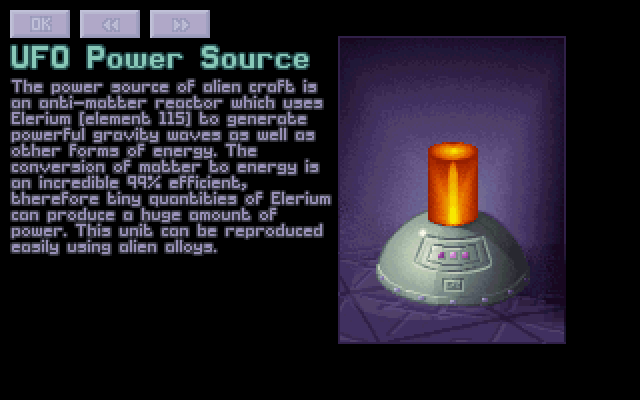 OK
UFO Power Source
The power source of alien craft is
an anti-matter reactor which uses
Elerium [element 115] to generate
powerful gravity waves as well as
other forms of energy. The
conversion of matter to energy is
an incredible 99% efficient,
therefore tiny quantities of Elerium
can produce a huge amount of
power. This unit can be reproduced
easily using alien alloys.